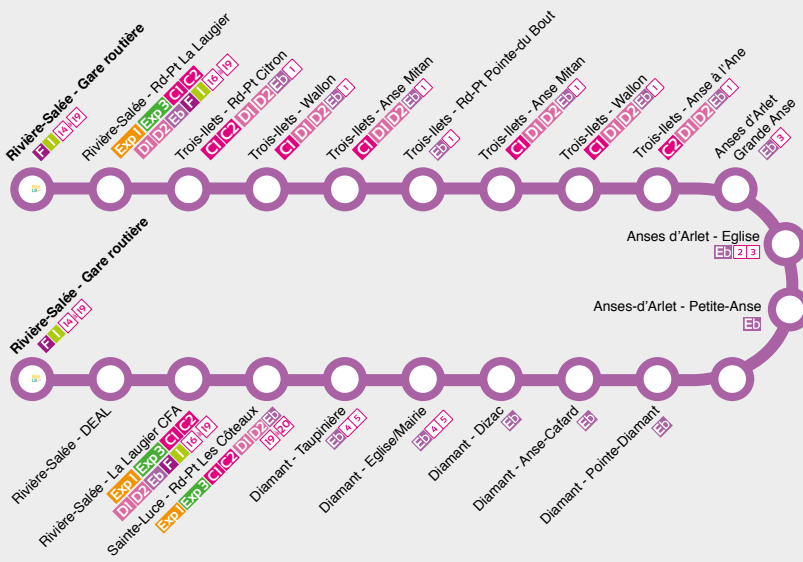 Rivière-Salée - Gare routière
F I 14 19
Rivière-Salée - Rd-Pt La Laugier
Exp 1 Exp 3 C1 C2
D1 D2 Eb F I 16 19
Trois-Ilets - Rd-Pt Citron
C1 C2 D1 D2 Eb 1
Trois-Ilets - Wallon
C1 D1 D2 Eb 1
Trois-Ilets - Anse Mitan
C1 D1 D2 Eb 1
Trois-Ilets - Rd-Pt Pointe-du Bout
Eb 1
Trois-Ilets - Anse Mitan
C1 D1 D2 Eb 1
Trois-Ilets - Wallon
C1 D1 D2 Eb 1
Trois-Ilets - Anse à l'Ane
C2 D1 D2 Eb 1
Anses d'Arlet
Grande Anse
Eb 3
Anses d'Arlet - Eglise
Eb 2 3
Anses-d'Arlet - Petite-Anse
Eb
Rivière-Salée - Gare routière
F I 14 19
Rivière-Salée - DEAL
Rivière-Salée - La Laugier CFA
Exp 1 Exp 3 C1 C2
D1 D2 Eb F I 16 19
Sainte-Luce - Rd-Pt Les Côteaux
Exp 1 Exp 3 C1 C2 D1 D2 Eb
19 20
Diamant - Taupinière
Eb 4 5
Diamant - Eglise/Mairie
Eb 4 5
Diamant - Dizac
Eb
Diamant - Anse-Cafard
Eb
Diamant - Pointe-Diamant
Eb